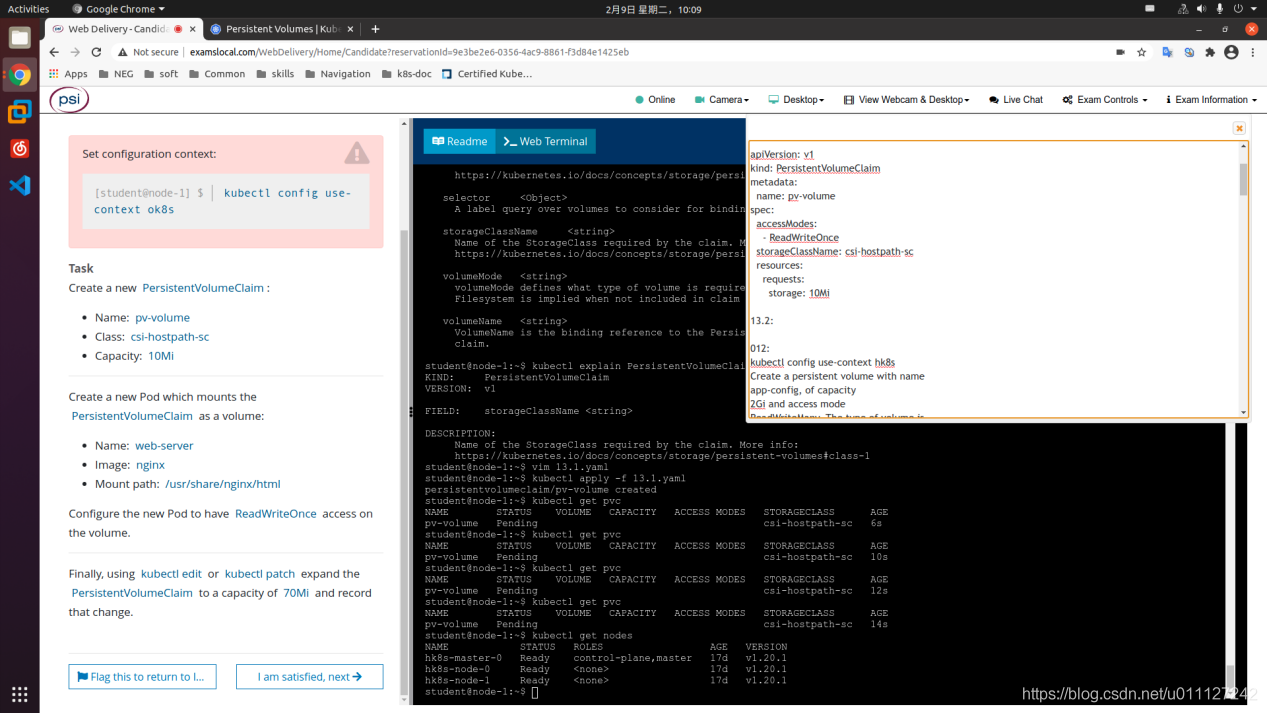 Activities
Google Chrome
2月9日 星期二，10:09
Web Delivery - Candid
Persistent Volumes | Kub
Not secure | examslocal.com/WebDelivery/Home/Candidate?reservationId=9e3be2e6-0356-4ac9-8861-f3d84e1425eb
Apps NEG soft Common skills Navigation k8s-doc Certified Kube...
psi
Online Camera Desktop View Webcam & Desktop Live Chat Exam Controls Exam Information
Set configuration context:
[student@node-1] $ | kubectl config use-
context ok8s
Task
Create a new PersistentVolumeClaim :
Name: pv-volume
Class: csi-hostpath-sc
Capacity: 10Mi
Create a new Pod which mounts the
PersistentVolumeClaim as a volume:
Name: web-server
Image: nginx
Mount path: /usr/share/nginx/html
Configure the new Pod to have ReadWriteOnce access on
the volume.
Finally, using kubectl edit or kubectl patch expand the
PersistentVolumeClaim to a capacity of 70Mi and record
that change.
Flag this to return to l...
I am satisfied, next
Readme
Web Terminal
https://kubernetes.io/docs/concepts/storage/persi
selector <Object>
A label query over volumes to consider for bindin
storageClassName <string>
Name of the StorageClass required by the claim. M
https://kubernetes.io/docs/concepts/storage/persi
volumeMode <string>
volumeMode defines what type of volume is require
Filesystem is implied when not included in claim
volumeName <string>
VolumeName is the binding reference to the Persis
claim.
student@node-1:~$ kubectl explain PersistentVolumeClai
KIND: PersistentVolumeClaim
VERSION: v1
FIELD: storageClassName <string>
DESCRIPTION:
Name of the StorageClass required by the claim. More info:
https://kubernetes.io/docs/concepts/storage/persistent-volumes#class-1
student@node-1:~$ vim 13.1.yaml
student@node-1:~$ kubectl apply -f 13.1.yaml
persistentvolumeclaim/pv-volume created
student@node-1:~$ kubectl get pvc
NAME STATUS VOLUME CAPACITY ACCESS MODES STORAGECLASS AGE
pv-volume Pending csi-hostpath-sc 6s
student@node-1:~$ kubectl get pvc
NAME STATUS VOLUME CAPACITY ACCESS MODES STORAGECLASS AGE
pv-volume Pending csi-hostpath-sc 10s
student@node-1:~$ kubectl get pvc
NAME STATUS VOLUME CAPACITY ACCESS MODES STORAGECLASS AGE
pv-volume Pending csi-hostpath-sc 12s
student@node-1:~$ kubectl get pvc
NAME STATUS VOLUME CAPACITY ACCESS MODES STORAGECLASS AGE
pv-volume Pending csi-hostpath-sc 14s
student@node-1:~$ kubectl get nodes
NAME STATUS ROLES AGE VERSION
hk8s-master-0 Ready control-plane,master 17d v1.20.1
hk8s-node-0 Ready <none> 17d v1.20.1
hk8s-node-1 Ready <none> 17d v1.20.1
student@node-1:~$
apiVersion: v1
kind: PersistentVolumeClaim
metadata:
name: pv-volume
spec:
accessModes:
- ReadWriteOnce
storageClassName: csi-hostpath-sc
resources:
requests:
storage: 10Mi
13.2:
012:
kubectl config use-context hk8s
Create a persistent volume with name
app-config, of capacity
2Gi and access mode
ReadWriteMany. The type of volume is
https://blog.csdn.net/u011127242